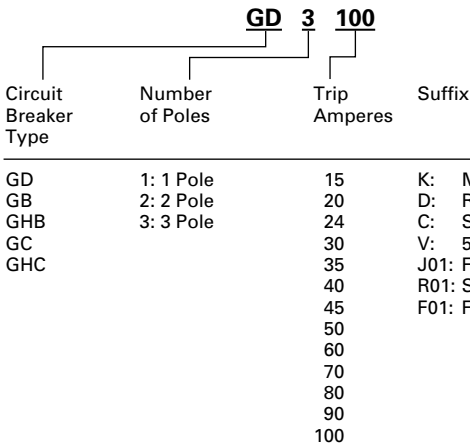 GD 3 100
Circuit Breaker Type
Number of Poles
Trip Amperes
Suffix
GD 1: 1 Pole 15 K:
GB 2: 2 Pole 20 D:
GHB 3: 3 Pole 24 C:
GC 30 V: 5
GHC 35 J01:
40 R01:
45 F01:
50
60
70
80
90
100